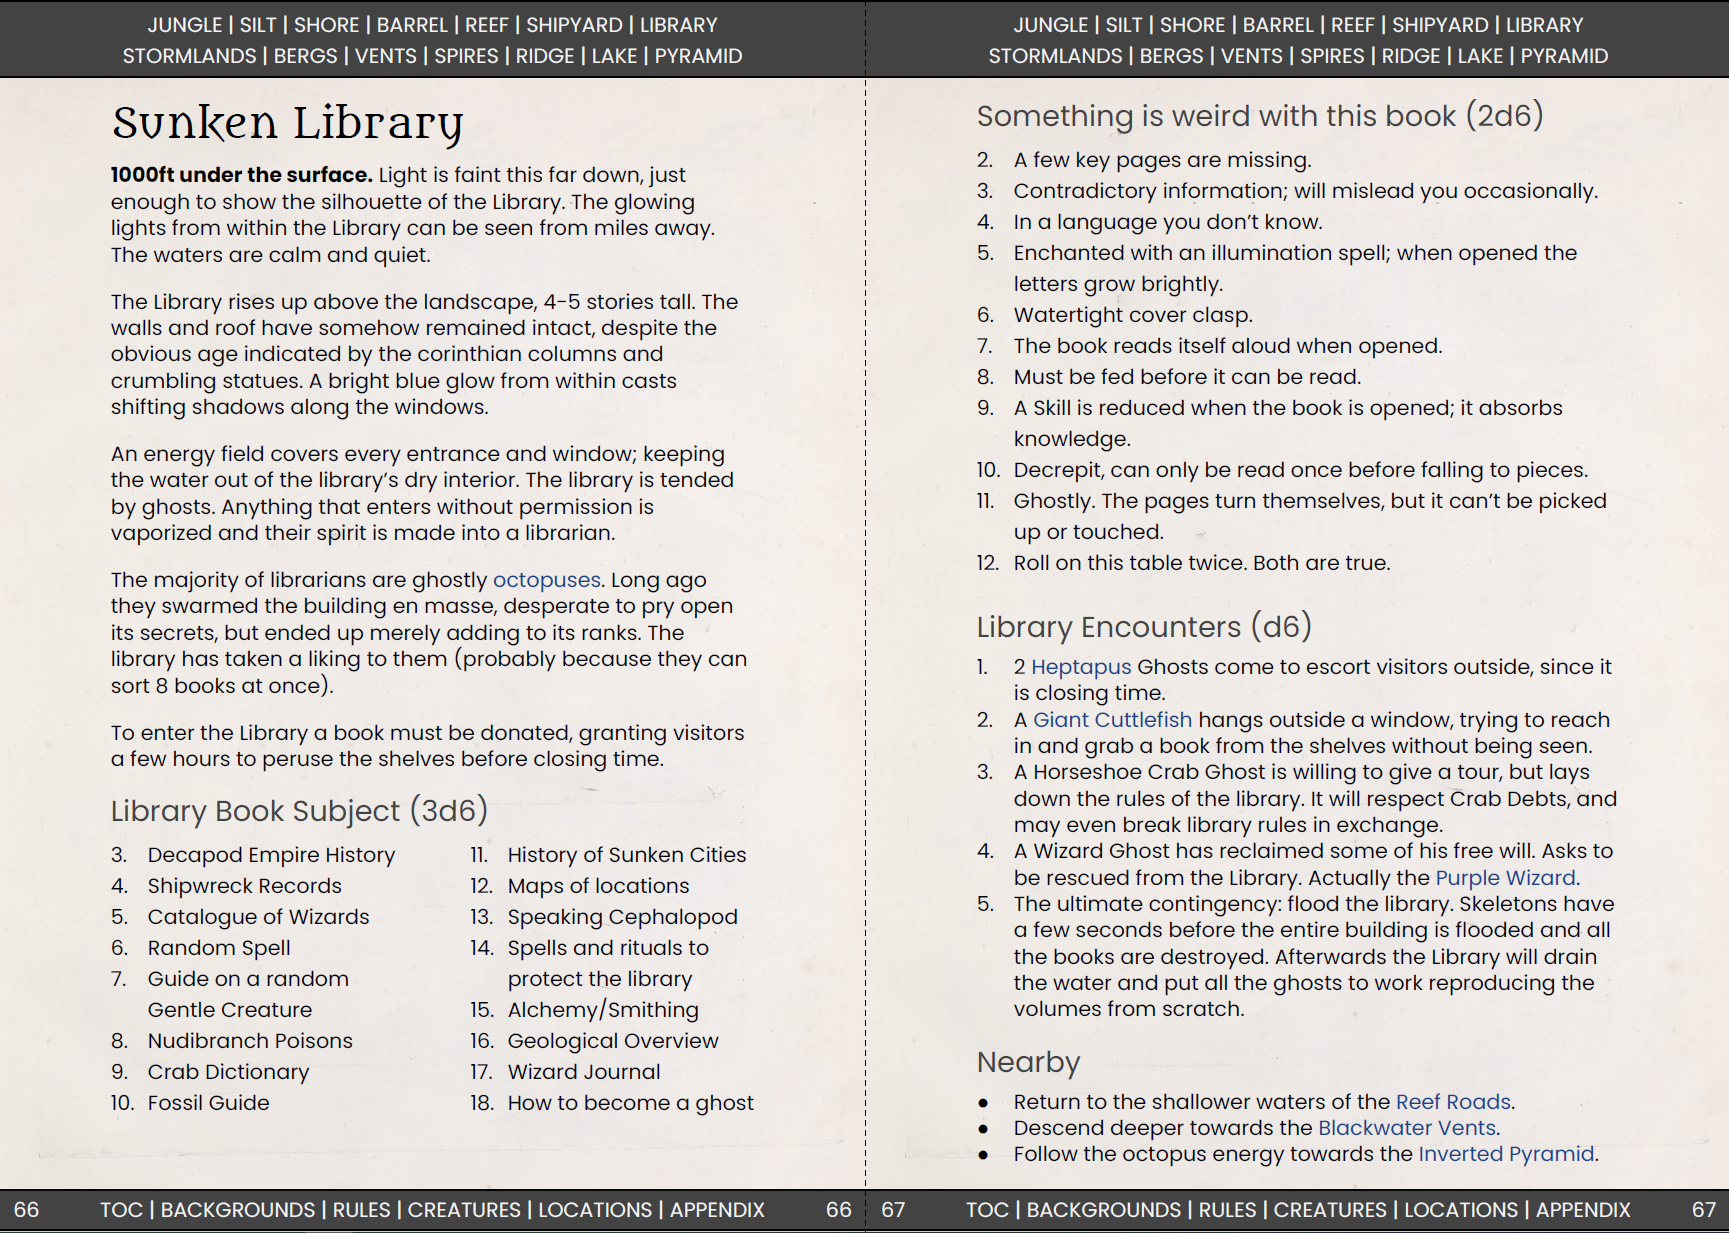 JUNGLE | SILT | SHORE | BARREL | REEF | SHIPYARD | LIBRARY
STORMLANDS | BERGS | VENTS | SPIRES | RIDGE | LAKE | PYRAMID
Sunken Library
1000ft under the surface. Light is faint this far down, just
enough to show the silhouette of the Library. The glowing
lights from within the Library can be seen from miles away.
The waters are calm and quiet.
The Library rises up above the landscape, 4-5 stories tall. The
walls and roof have somehow remained intact, despite the
obvious age indicated by the corinthian columns and
crumbling statues. A bright blue glow from within casts
shifting shadows along the windows.
An energy field covers every entrance and window; keeping
the water out of the library's dry interior. The library is tended
by ghosts. Anything that enters without permission is
vaporized and their spirit is made into a librarian.
The majority of librarians are ghostly octopuses. Long ago
they swarmed the building en masse, desperate to pry open
its secrets, but ended up merely adding to its ranks. The
library has taken a liking to them (probably because they can
sort 8 books at once).
To enter the Library a book must be donated, granting visitors
a few hours to peruse the shelves before closing time.
Library Book Subject (3d6)
3. Decapod Empire History
4. Shipwreck Records
5. Catalogue of Wizards
6. Random Spell
7. Guide on a random
Gentle Creature
8. Nudibranch Poisons
9. Crab Dictionary
10. Fossil Guide
11. History of Sunken Cities
12. Maps of locations
13. Speaking Cephalopod
14. Spells and rituals to
protect the library
15. Alchemy/Smithing
16. Geological Overview
17. Wizard Journal
18. How to become a ghost
66 TOC | BACKGROUNDS | RULES | CREATURES | LOCATIONS | APPENDIX 66
JUNGLE | SILT | SHORE | BARREL | REEF | SHIPYARD | LIBRARY
STORMLANDS | BERGS | VENTS | SPIRES | RIDGE | LAKE | PYRAMID
Something is weird with this book (2d6)
2. A few key pages are missing.
3. Contradictory information; will mislead you occasionally.
4. In a language you don't know.
5. Enchanted with an illumination spell; when opened the
letters grow brightly.
6. Watertight cover clasp.
7. The book reads itself aloud when opened.
8. Must be fed before it can be read.
9. A Skill is reduced when the book is opened; it absorbs
knowledge.
10. Decrepit, can only be read once before falling to pieces.
11. Ghostly. The pages turn themselves, but it can't be picked
up or touched.
12. Roll on this table twice. Both are true.
Library Encounters (d6)
1. 2 Heptapus Ghosts come to escort visitors outside, since it
is closing time.
2. A Giant Cuttlefish hangs outside a window, trying to reach
in and grab a book from the shelves without being seen.
3. A Horseshoe Crab Ghost is willing to give a tour, but lays
down the rules of the library. It will respect Crab Debts, and
may even break library rules in exchange.
4. A Wizard Ghost has reclaimed some of his free will. Asks to
be rescued from the Library. Actually the Purple Wizard.
5. The ultimate contingency: flood the library. Skeletons have
a few seconds before the entire building is flooded and all
the books are destroyed. Afterwards the Library will drain
the water and put all the ghosts to work reproducing the
volumes from scratch.
Nearby
● Return to the shallower waters of the Reef Roads.
● Descend deeper towards the Blackwater Vents.
● Follow the octopus energy towards the Inverted Pyramid.
67 TOC | BACKGROUNDS | RULES | CREATURES | LOCATIONS | APPENDIX 67